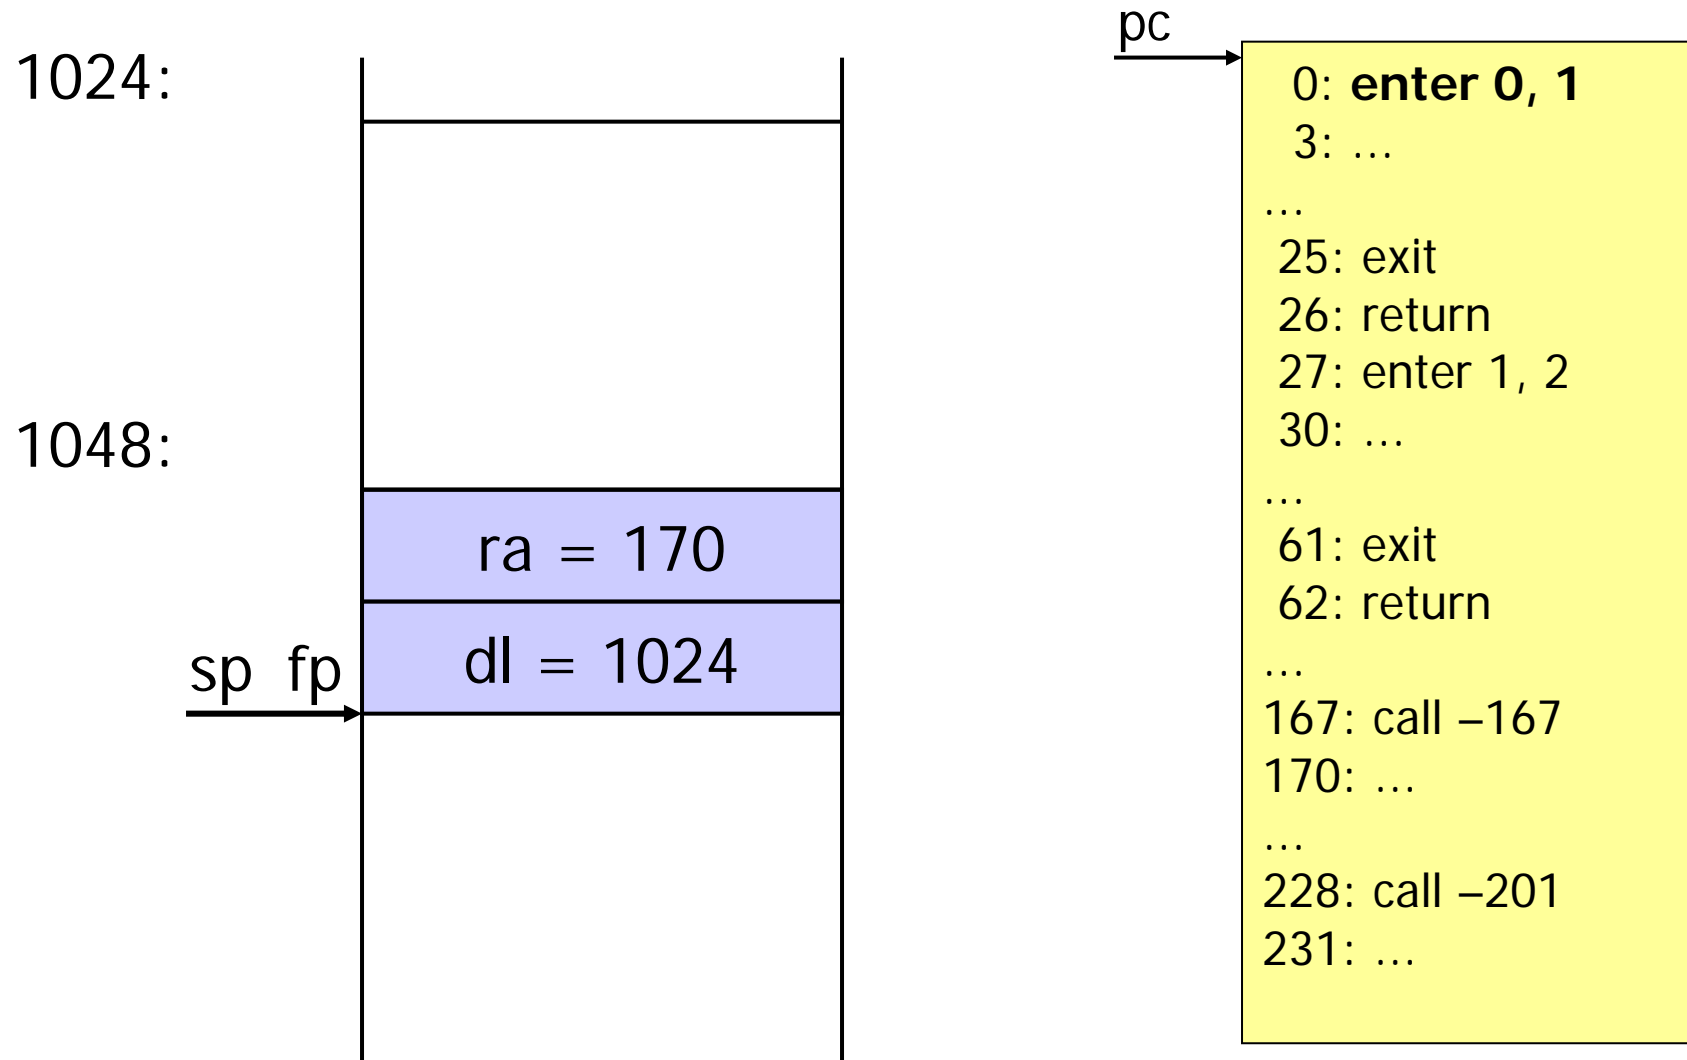 1024:
1048:
ra = 170
dl = 1024
sp fp
pc
0: enter 0, 1
3: ...
...
25: exit
26: return
27: enter 1, 2
30: ...
...
61: exit
62: return
...
167: call –167
170: ...
...
228: call –201
231: ...